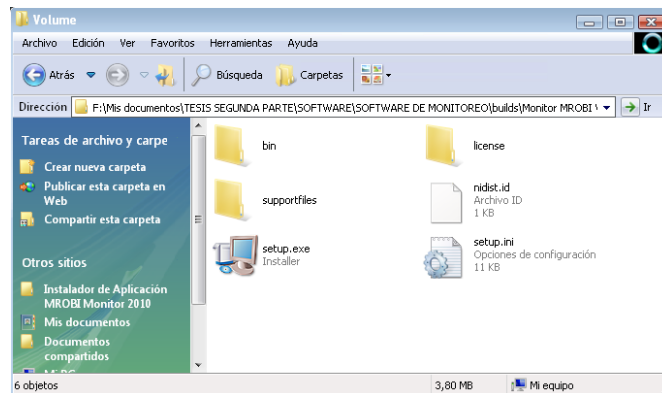 Volume
Archivo Edición Ver Favoritos Herramientas Ayuda
Atrás Búsqueda Carpetas
Dirección F:\Mis documentos\TESIS SEGUNDA PARTE\SOFTWARE\SOFTWARE DE MONITOREO\builds\Monitor MROBI Ir
Tareas de archivo y carpe
Crear nueva carpeta
Publicar esta carpeta en
Web
Compartir esta carpeta
Otros sitios
Instalador de Aplicación
MROBI Monitor 2010
Mis documentos
Documentos
compartidos
bin
license
supportfiles
nidist.id
Archivo ID
1 KB
setup.exe
Installer
setup.ini
Opciones de configuración
11 KB
6 objetos
3,80 MB
Mi equipo